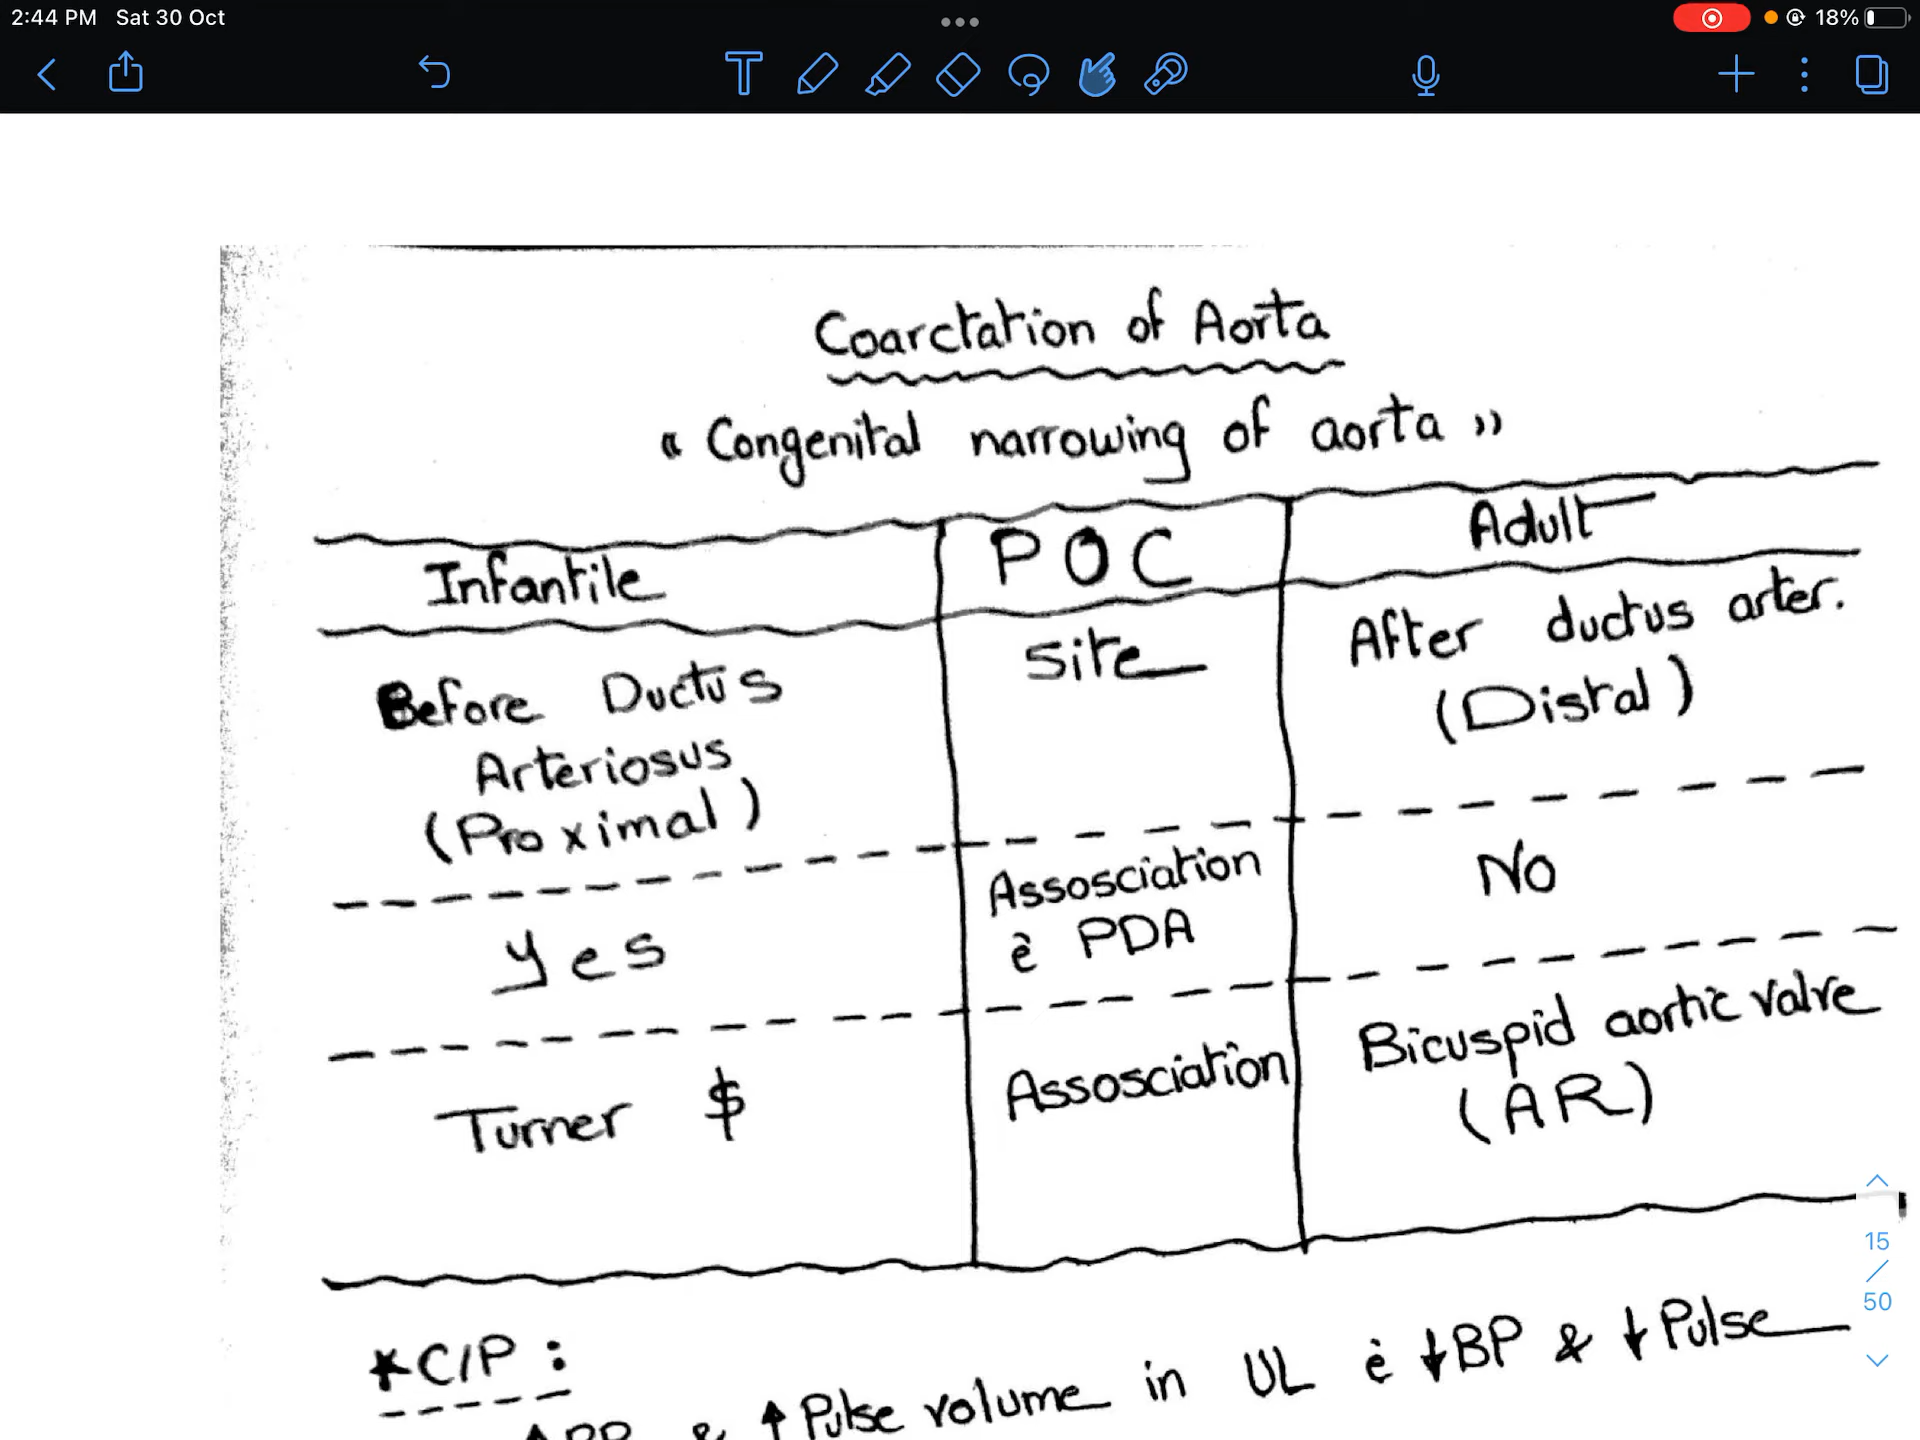 2:44 PM Sat 30 Oct
18%
Coarctation of Aorta
« Congenital narrowing of aorta »
Infantile POC Adult
Before Ductus Arteriosus (Proximal)
Site
After ductus arter. (Distal)
Yes
Assosciation
è PDA
No
Turner $
Assosciation
Bicuspid aortic valve
(AR)
15
/
50
*C/P :
↑BP & ↑ Pulse volume in UL è ↓BP & ↓ Pulse